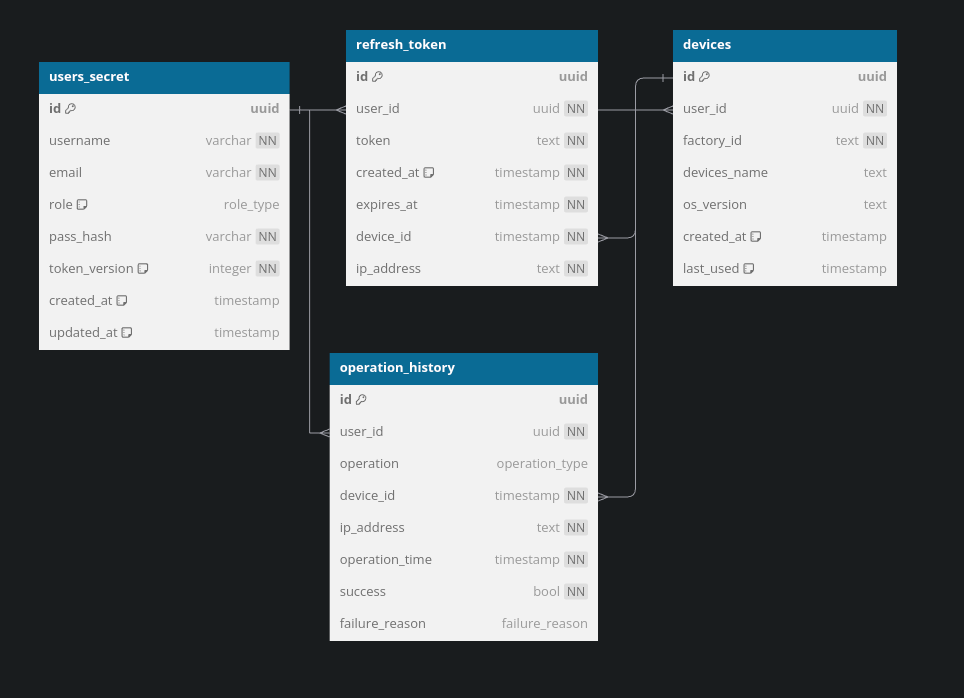 users_secret
id uuid
username varchar NN
email varchar NN
role role_type
pass_hash varchar NN
token_version integer NN
created_at timestamp
updated_at timestamp
refresh_token
id uuid
user_id uuid NN
token text NN
created_at timestamp NN
expires_at timestamp NN
device_id timestamp NN
ip_address text NN
devices
id uuid
user_id uuid NN
factory_id text NN
devices_name text
os_version text
created_at timestamp
last_used timestamp
operation_history
id uuid
user_id uuid NN
operation operation_type
device_id timestamp NN
ip_address text NN
operation_time timestamp NN
success bool NN
failure_reason failure_reason